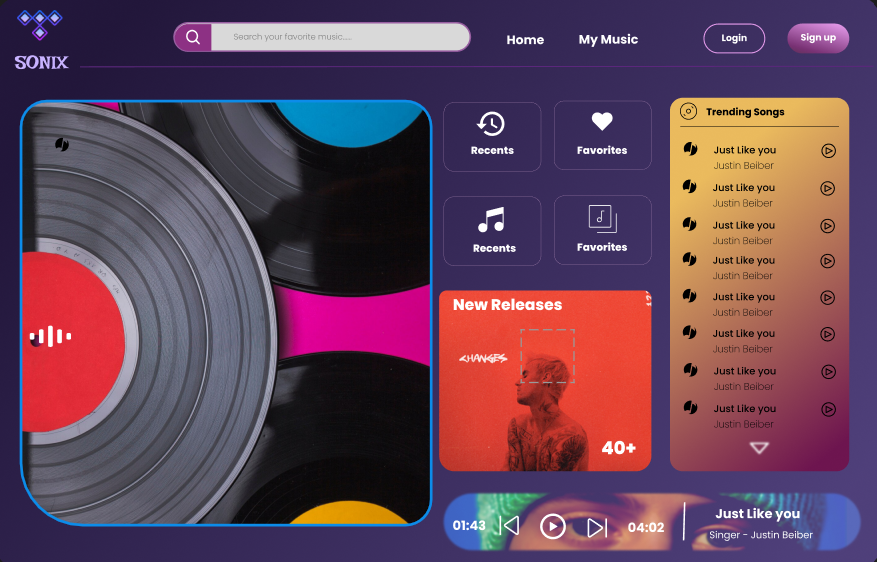 SONIX
Search your favorite music.....
Home
My Music
Login
Sign up
Recents
Favorites
Recents
Favorites
New Releases
CHANGES
40+
Trending Songs
Just Like you
Justin Beiber
Just Like you
Justin Beiber
Just Like you
Justin Beiber
Just Like you
Justin Beiber
Just Like you
Justin Beiber
Just Like you
Justin Beiber
Just Like you
Justin Beiber
Just Like you
Justin Beiber
01:43
04:02
Just Like you
Singer - Justin Beiber